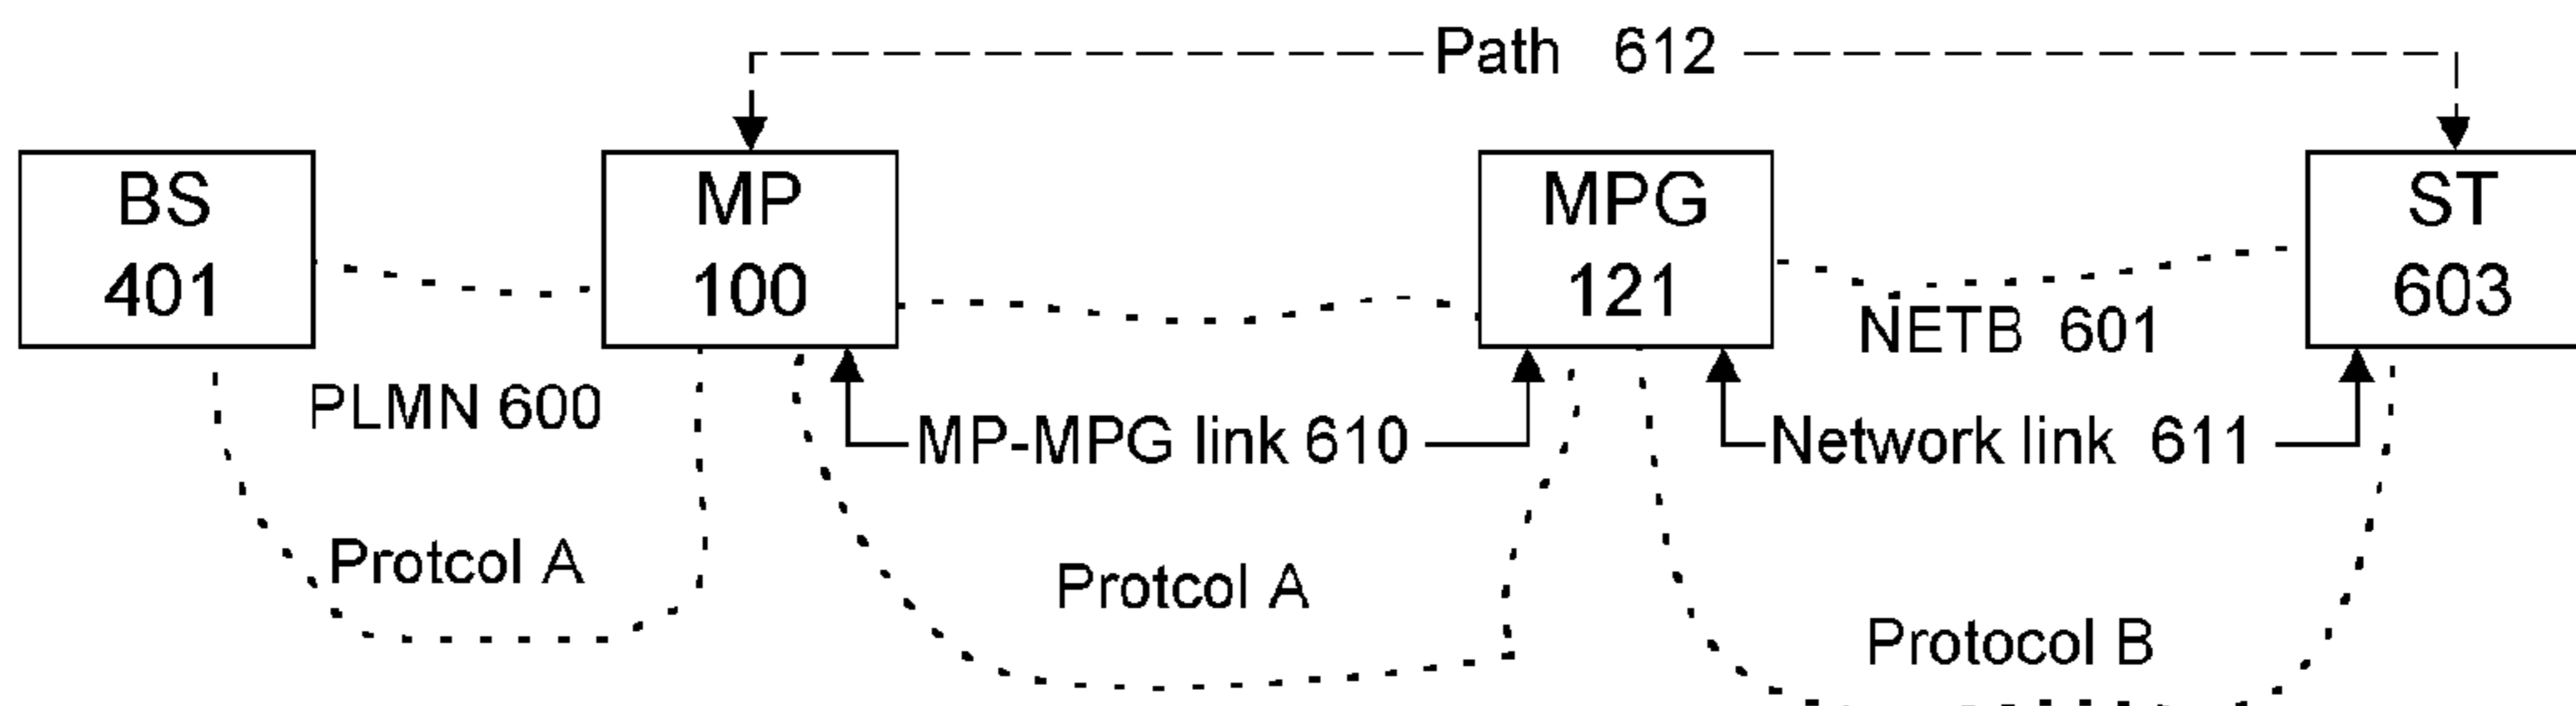 Path 612
BS
401
MP
100
MPG
121
ST
603
NETB 601
PLMN 600
MP-MPG link 610
Network link 611
Protcol A
Protcol A
Protocol B